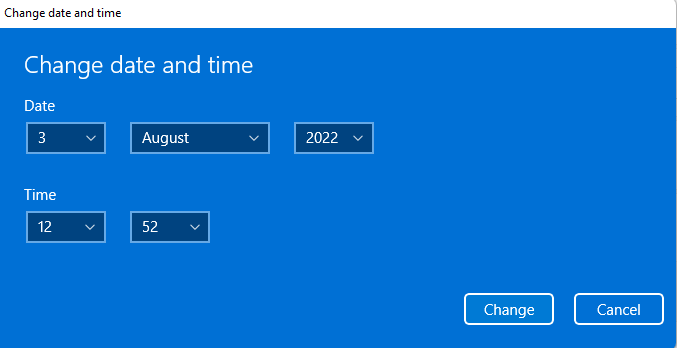 Change date and time
Change date and time
Date
3 August 2022
Time
12 52
Change Cancel